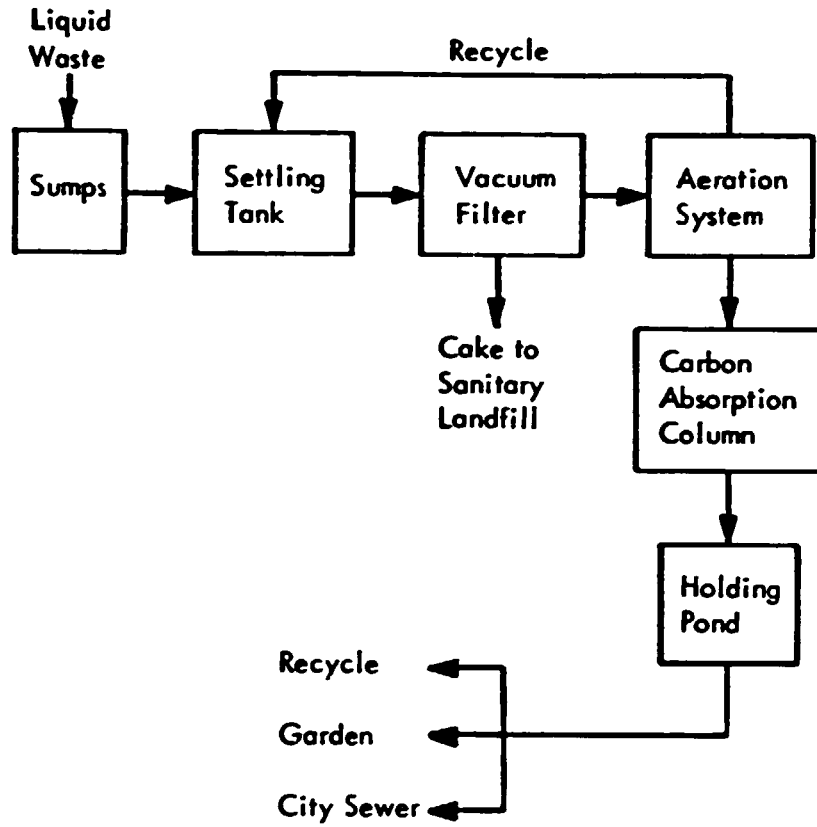 Liquid
Waste
Recycle
Sumps
Settling
Tank
Vacuum
Filter
Aeration
System
Cake to
Sanitary
Landfill
Carbon
Absorption
Column
Holding
Pond
Recycle
Garden
City Sewer